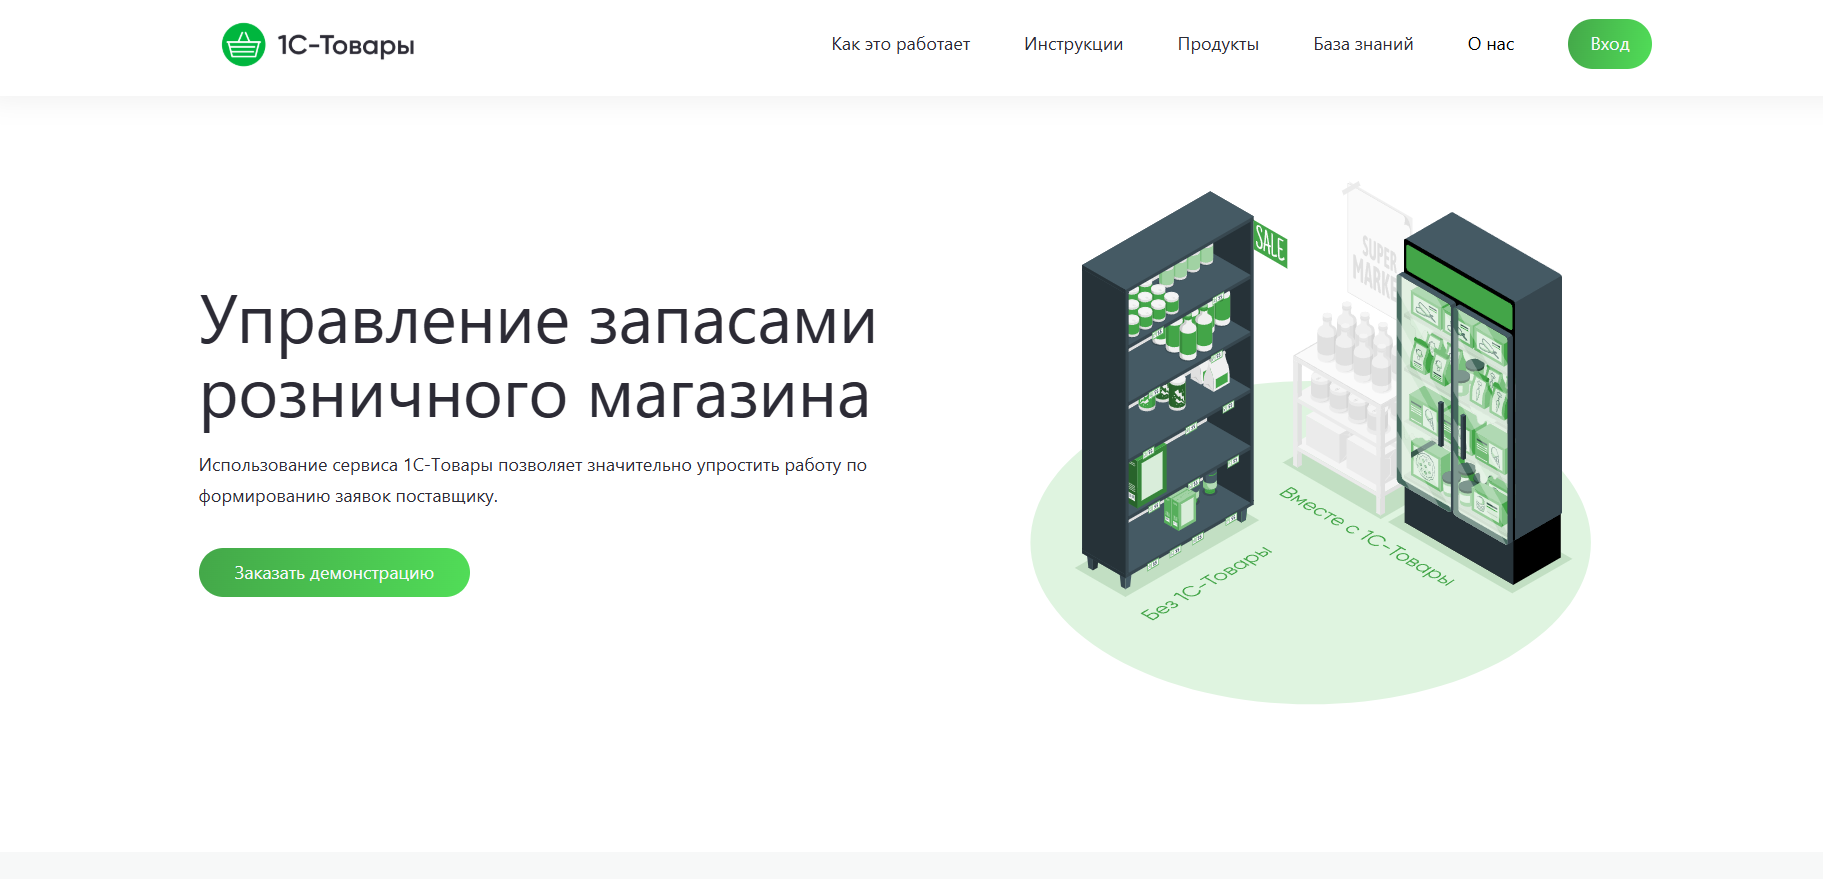 1С-Товары
Как это работает
Инструкции
Продукты
База знаний
О нас
Вход
Управление запасами
розничного магазина
Использование сервиса 1С-Товары позволяет значительно упростить работу по
формированию заявок поставщику.
Заказать демонстрацию
SALE
SUPER
MARKE
Без 1С-Товары
Вместе с 1С-Товары